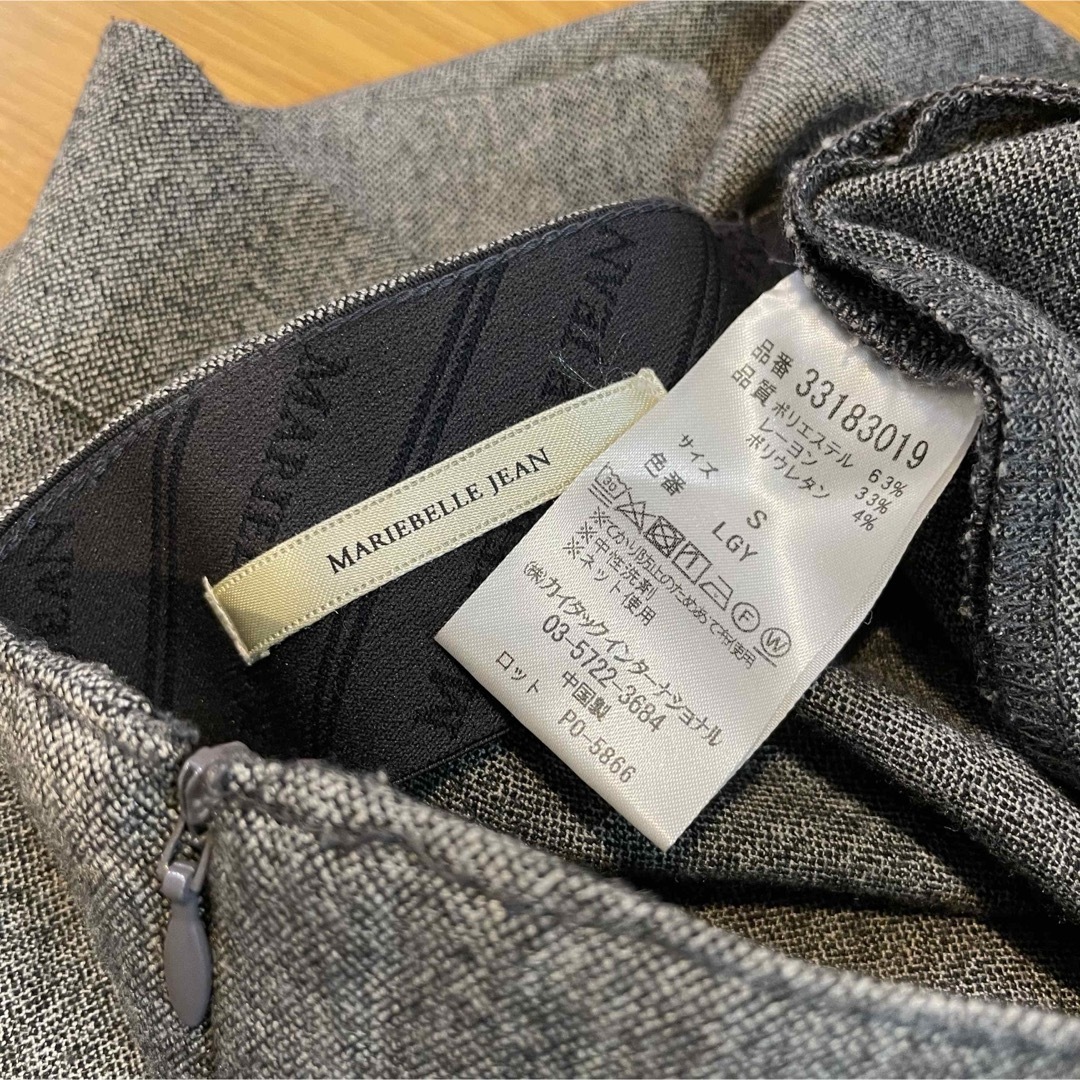 MARIEBELLE JEAN
品番 33183019
品質 ポリエステル 63%
レーヨン 33%
ポリウレタン 4%
サイズ S
色番 LGY
30 F W
※てかり防止のためあて布使用
※中性洗剤
※ネット使用
(株)カイタックインターナショナル
03-5722-3684
中国製
ロット PO-5866